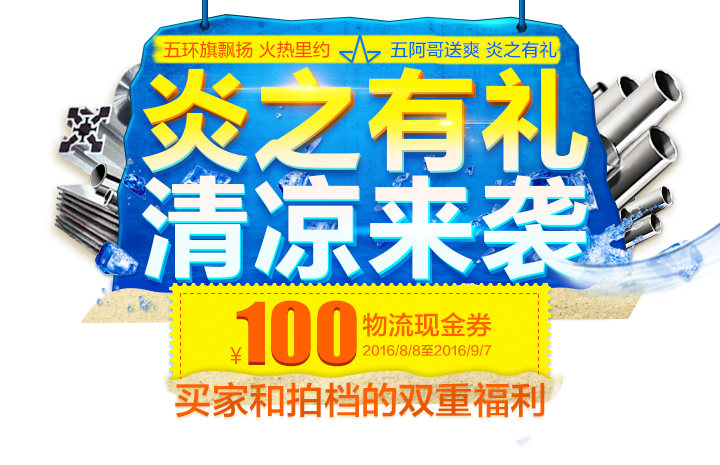 五环旗飘扬 火热里约 五阿哥送爽 炎之有礼
炎之有礼
清凉来袭
¥100 物流现金券
2016/8/8至2016/9/7
买家和拍档的双重福利